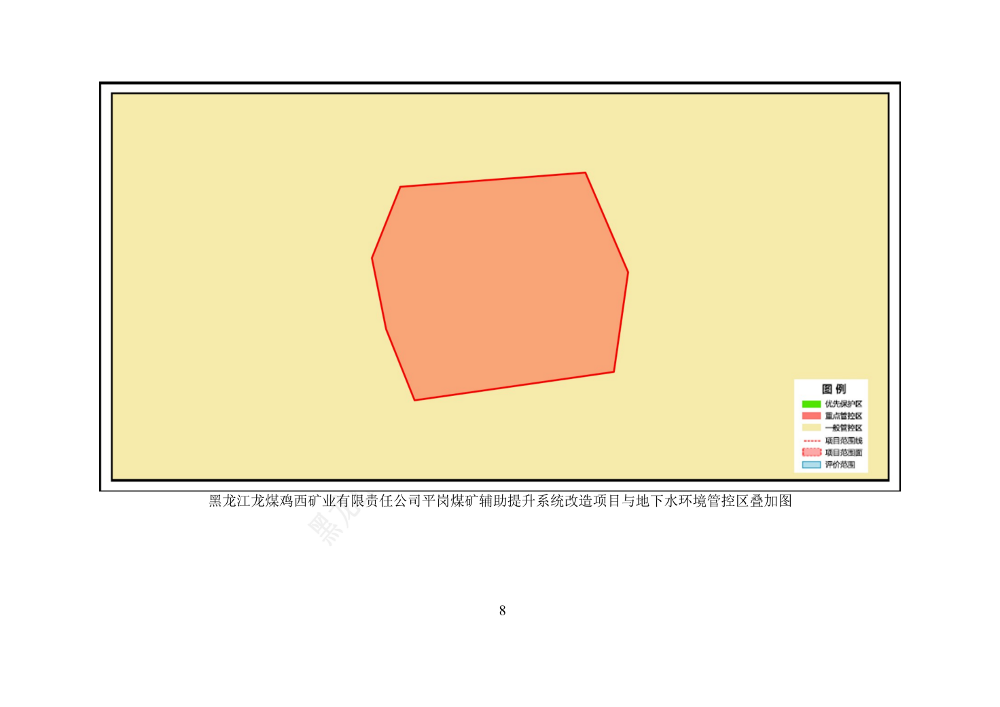 图 例
优先保护区
重点管控区
一般管控区
项目范围线
项目范围面
评价范围
黑龙江龙煤鸡西矿业有限责任公司平岗煤矿辅助提升系统改造项目与地下水环境管控区叠加图
黑龙
8